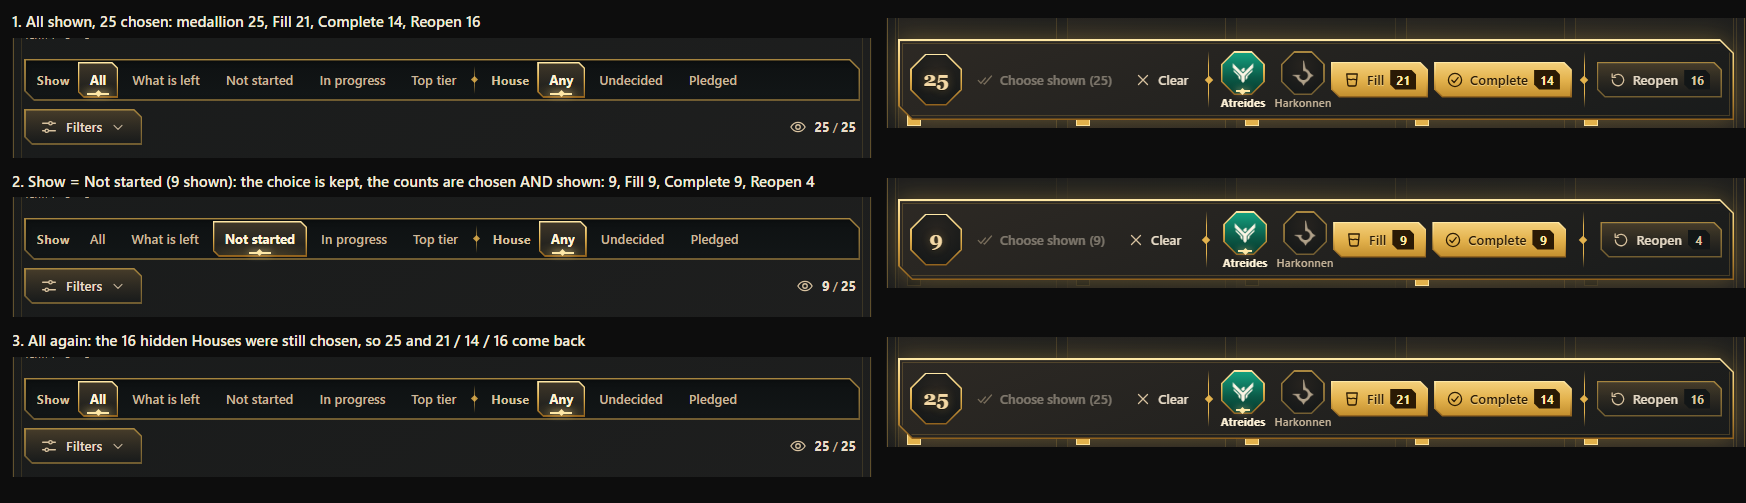 1. All shown, 25 chosen: medallion 25, Fill 21, Complete 14, Reopen 16
Show All What is left Not started In progress Top tier House Any Undecided Pledged
Filters 25 / 25
25 Choose shown (25) Clear Atreides Harkonnen Fill 21 Complete 14 Reopen 16
2. Show = Not started (9 shown): the choice is kept, the counts are chosen AND shown: 9, Fill 9, Complete 9, Reopen 4
Show All What is left Not started In progress Top tier House Any Undecided Pledged
Filters 9 / 25
9 Choose shown (9) Clear Atreides Harkonnen Fill 9 Complete 9 Reopen 4
3. All again: the 16 hidden Houses were still chosen, so 25 and 21 / 14 / 16 come back
Show All What is left Not started In progress Top tier House Any Undecided Pledged
Filters 25 / 25
25 Choose shown (25) Clear Atreides Harkonnen Fill 21 Complete 14 Reopen 16